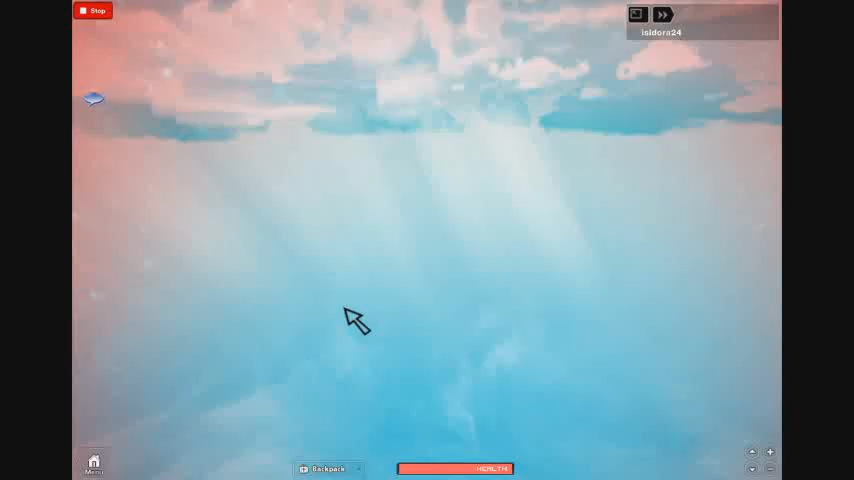 Stop
isidora24
Menu
Backpack
HEALTH